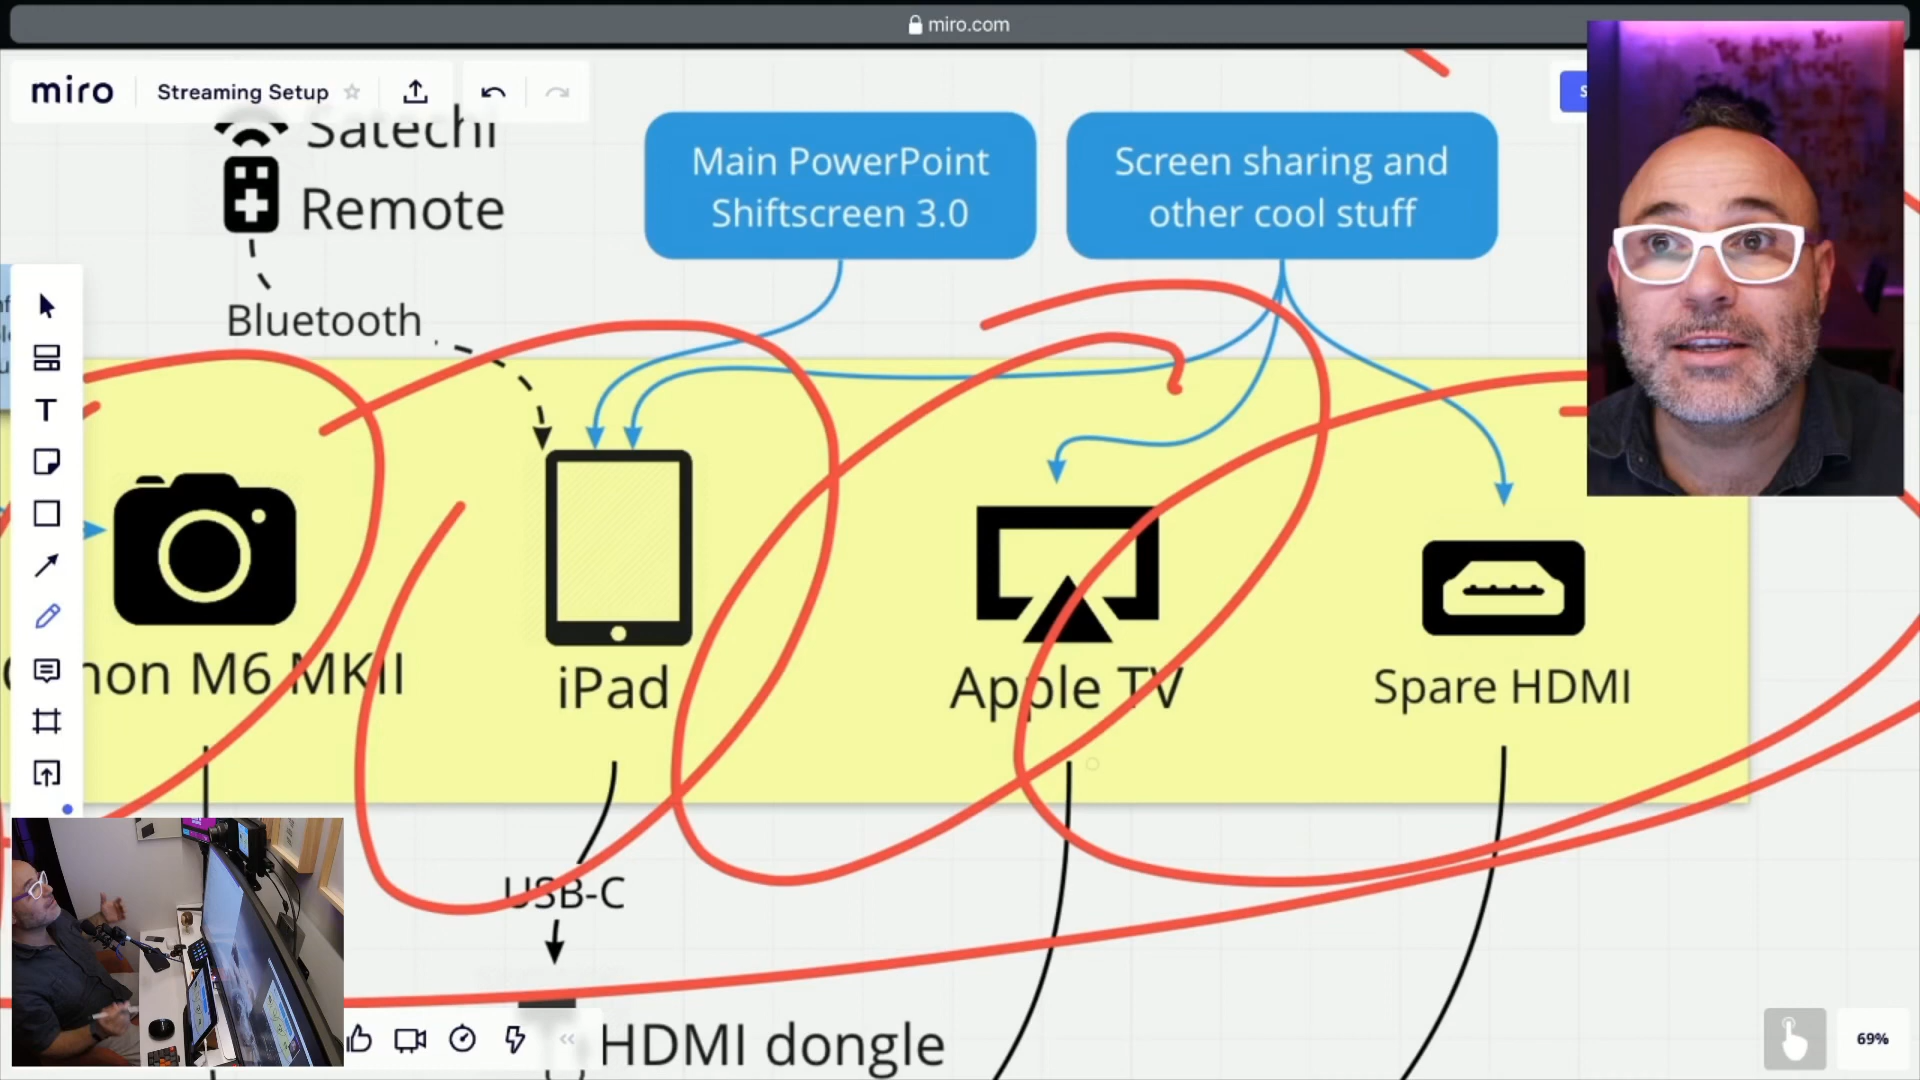 miro.com
miro
Streaming Setup
Satechi
Remote
Bluetooth
Main PowerPoint
Shiftscreen 3.0
Screen sharing and
other cool stuff
non M6 MKII
iPad
Apple TV
Spare HDMI
USB-C
HDMI dongle
69%